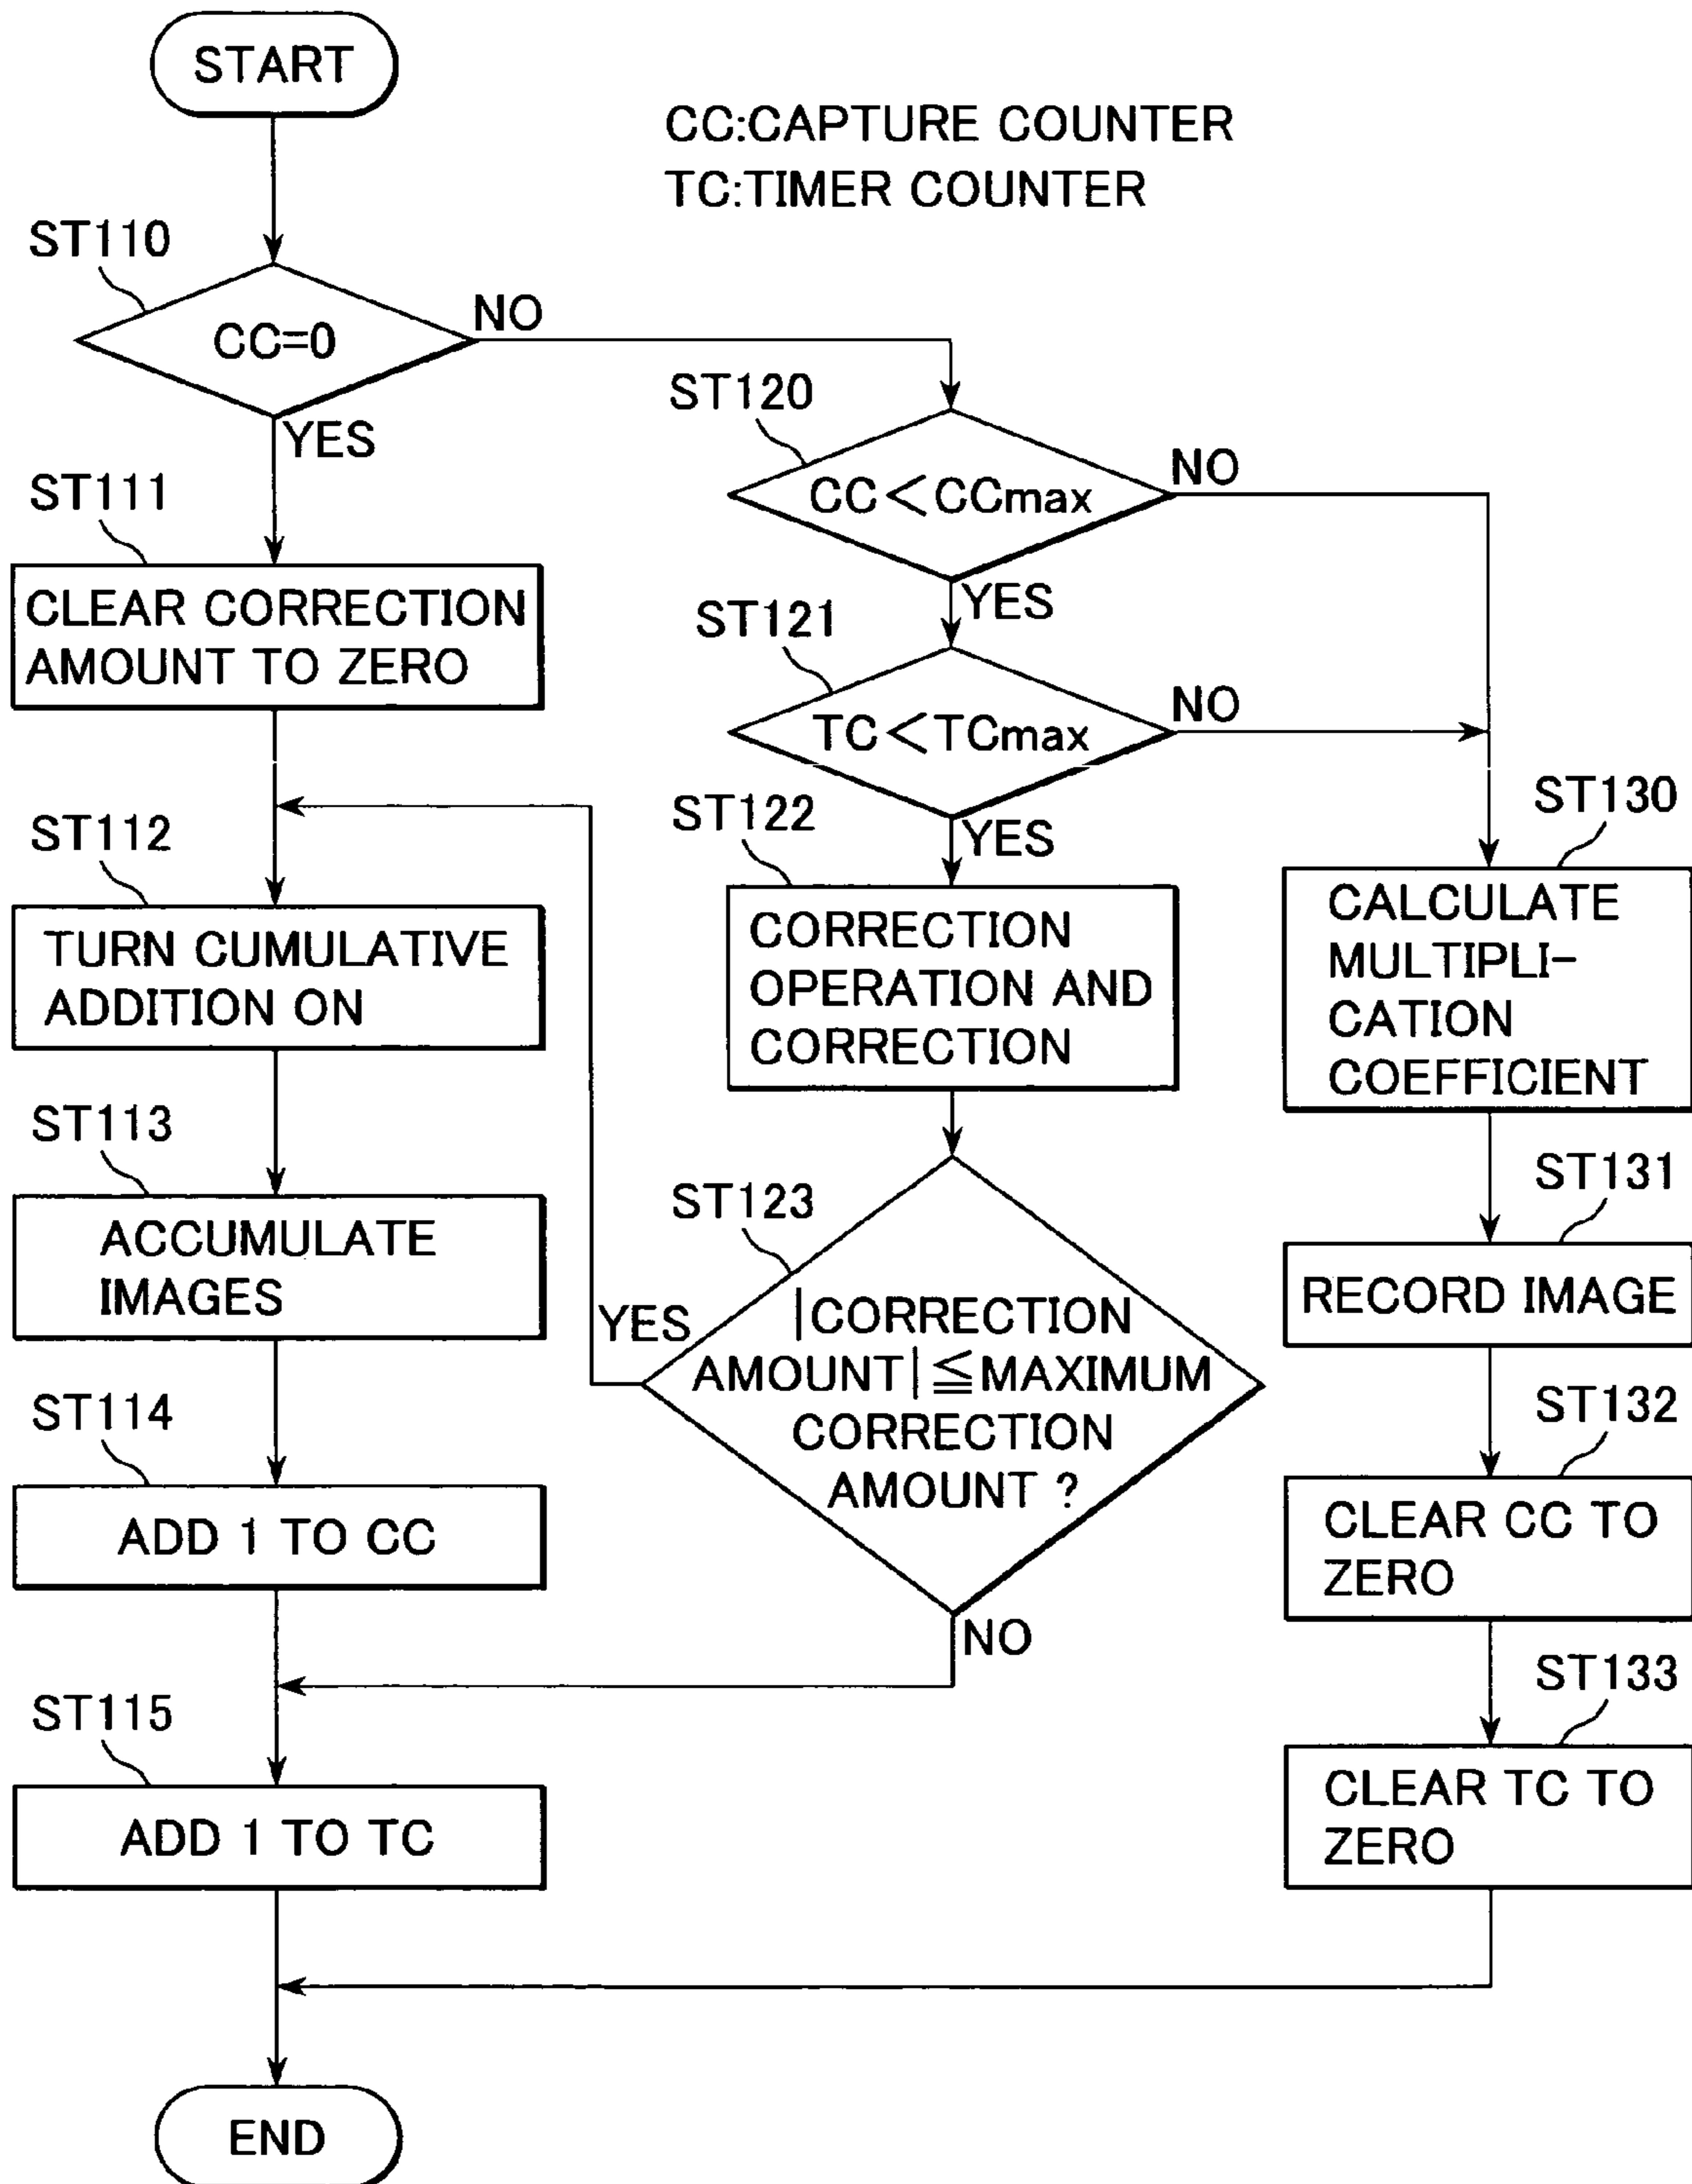 START
CC:CAPTURE COUNTER
TC:TIMER COUNTER
ST110
CC=0
NO
YES
ST111
CLEAR CORRECTION
AMOUNT TO ZERO
ST112
TURN CUMULATIVE
ADDITION ON
ST113
ACCUMULATE
IMAGES
ST114
ADD 1 TO CC
ST115
ADD 1 TO TC
END
ST120
CC<CCmax
NO
YES
ST121
TC<TCmax
NO
YES
ST122
CORRECTION
OPERATION AND
CORRECTION
ST123
YES
|CORRECTION
AMOUNT|≦MAXIMUM
CORRECTION
AMOUNT ?
NO
ST130
CALCULATE
MULTIPLI-
CATION
COEFFICIENT
ST131
RECORD IMAGE
ST132
CLEAR CC TO
ZERO
ST133
CLEAR TC TO
ZERO